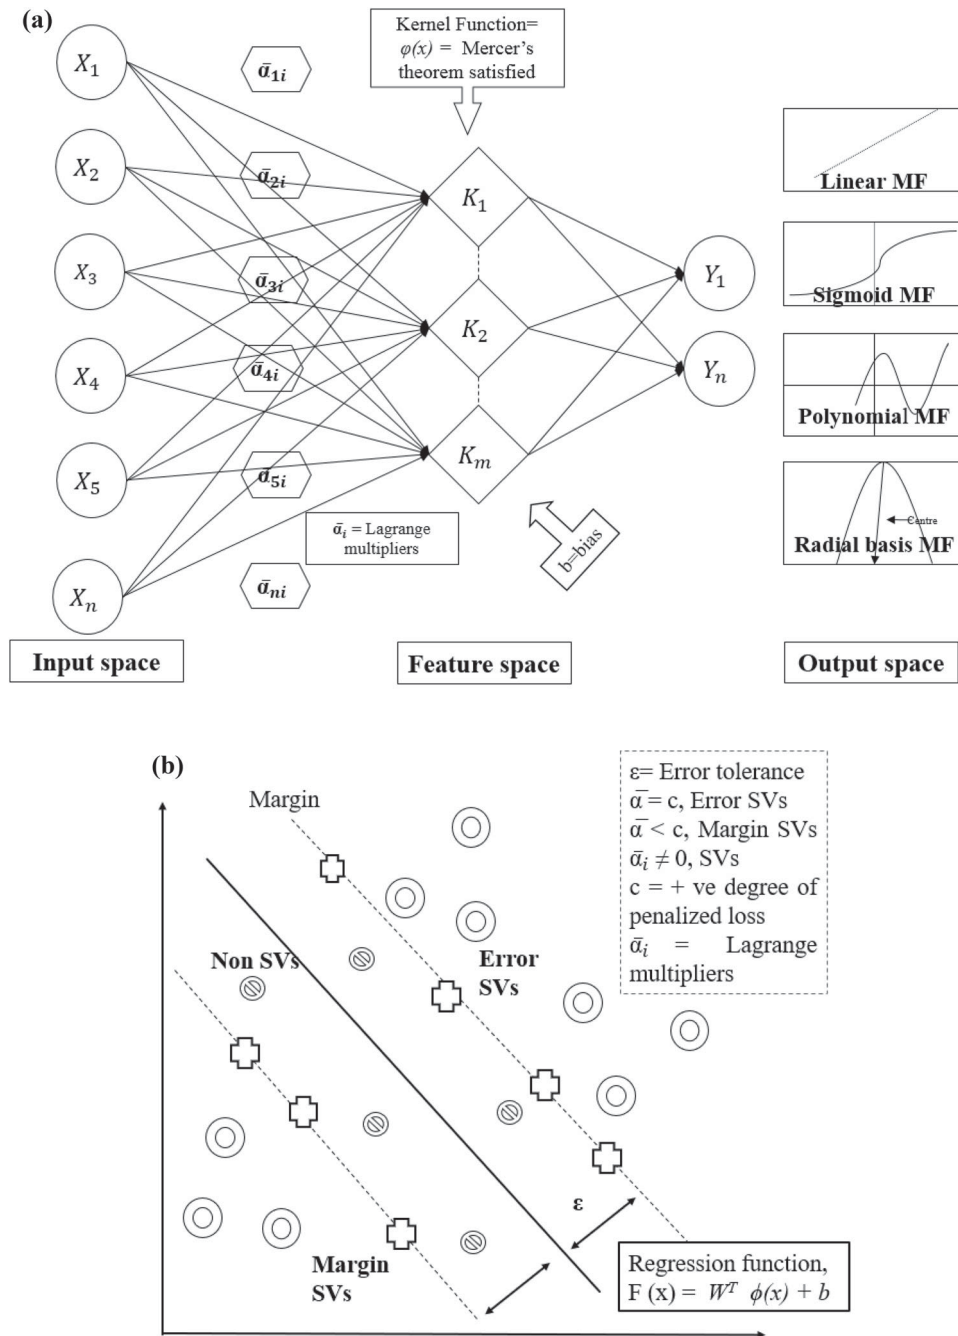 (a)
Kernel Function=
φ(x) = Mercer's
theorem satisfied
X₁
X₂
X₃
X₄
X₅
Xₙ
ᾱ₁ᵢ
ᾱ₂ᵢ
ᾱ₃ᵢ
ᾱ₄ᵢ
ᾱ₅ᵢ
ᾱₙᵢ
ᾱᵢ = Lagrange
multipliers
K₁
K₂
Kₘ
b=bias
Y₁
Yₙ
Linear MF
Sigmoid MF
Polynomial MF
Centre
Radial basis MF
Input space
Feature space
Output space
(b)
Margin
Non SVs
Error
SVs
Margin
SVs
ε
ε= Error tolerance
ᾱ = c, Error SVs
ᾱ < c, Margin SVs
ᾱᵢ ≠ 0, SVs
c = + ve degree of
penalized loss
ᾱᵢ = Lagrange
multipliers
Regression function,
F (x) = Wᵀ ϕ(x) + b